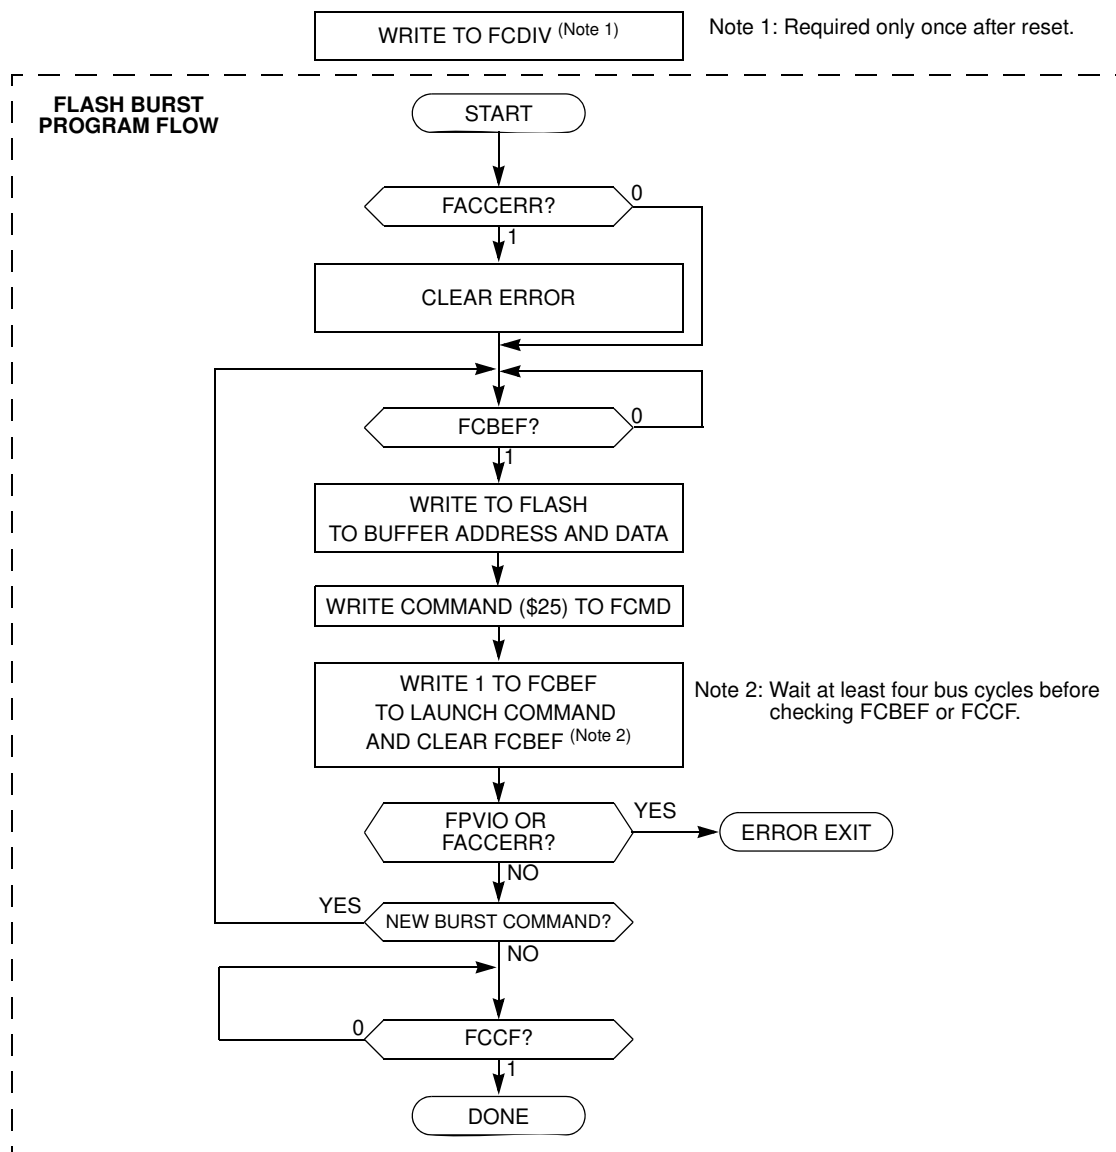 WRITE TO FCDIV (Note 1)
Note 1: Required only once after reset.
FLASH BURST
PROGRAM FLOW
START
FACCERR?
0
1
CLEAR ERROR
FCBEF?
0
1
WRITE TO FLASH
TO BUFFER ADDRESS AND DATA
WRITE COMMAND ($25) TO FCMD
WRITE 1 TO FCBEF
TO LAUNCH COMMAND
AND CLEAR FCBEF (Note 2)
Note 2: Wait at least four bus cycles before
checking FCBEF or FCCF.
FPVIO OR
FACCERR?
YES
ERROR EXIT
NO
YES
NEW BURST COMMAND?
NO
0
FCCF?
1
DONE